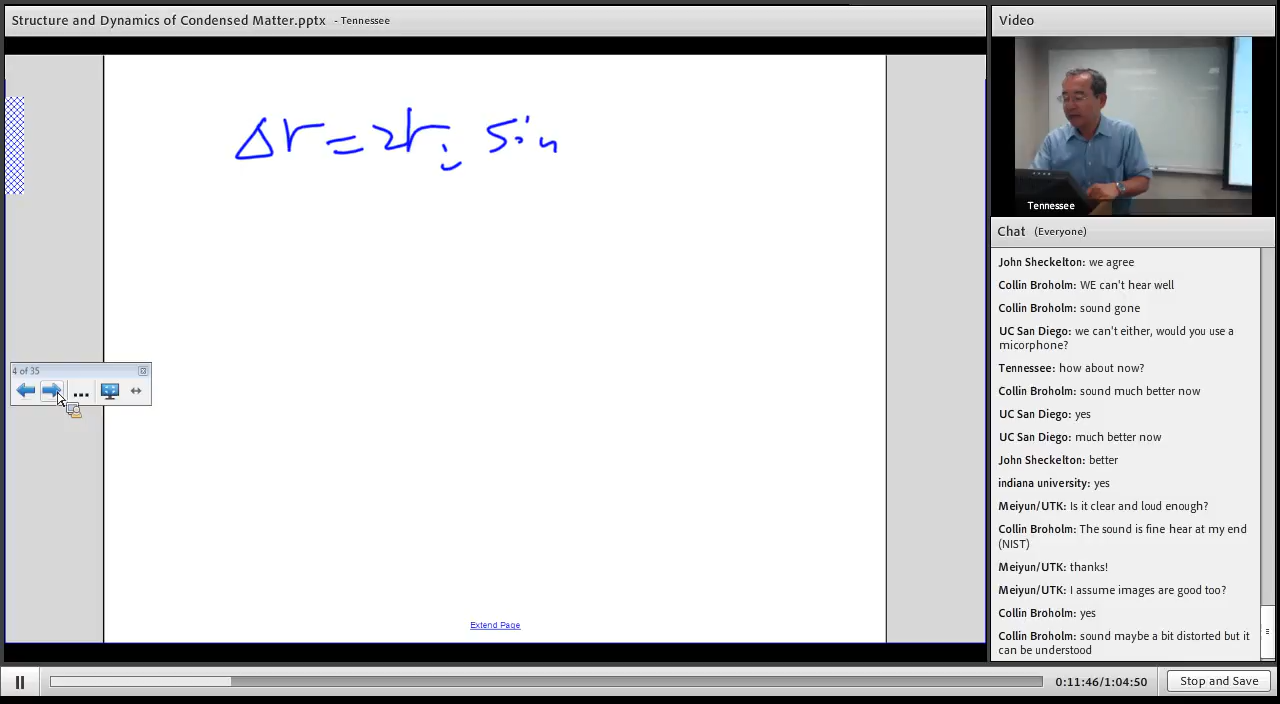 Structure and Dynamics of Condensed Matter.pptx - Tennessee
Δr = 2r sin
4 of 35
...
Extend Page
Video
Tennessee
Chat (Everyone)
John Sheckelton: we agree
Collin Broholm: WE can't hear well
Collin Broholm: sound gone
UC San Diego: we can't either, would you use a
micorphone?
Tennessee: how about now?
Collin Broholm: sound much better now
UC San Diego: yes
UC San Diego: much better now
John Sheckelton: better
indiana university: yes
Meiyun/UTK: Is it clear and loud enough?
Collin Broholm: The sound is fine hear at my end
(NIST)
Meiyun/UTK: thanks!
Meiyun/UTK: I assume images are good too?
Collin Broholm: yes
Collin Broholm: sound maybe a bit distorted but it
can be understood
0:11:46/1:04:50
Stop and Save